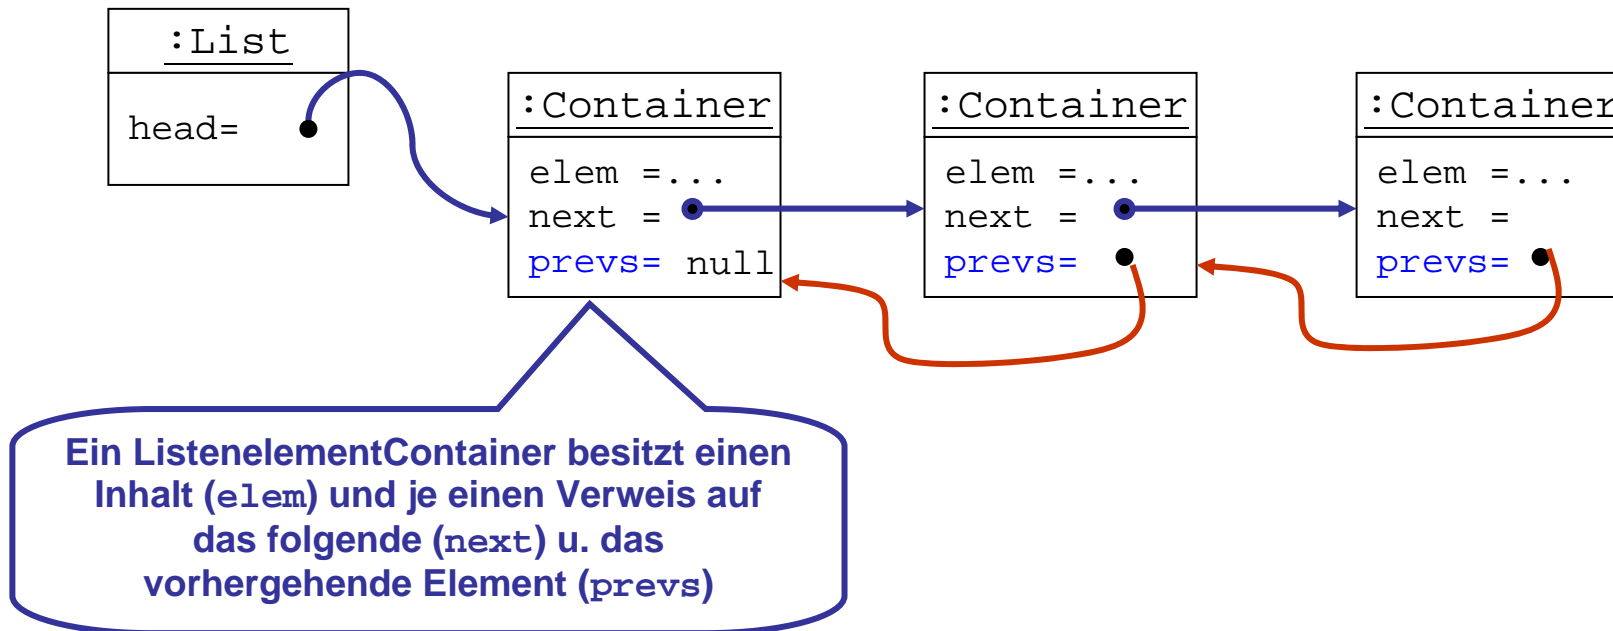 :List
head=
:Container
elem =...
next =
prevs= null
:Container
elem =...
next =
prevs=
:Container
elem =...
next =
prevs=
Ein ListenelementContainer besitzt einen
Inhalt (elem) und je einen Verweis auf
das folgende (next) u. das
vorhergehende Element (prevs)